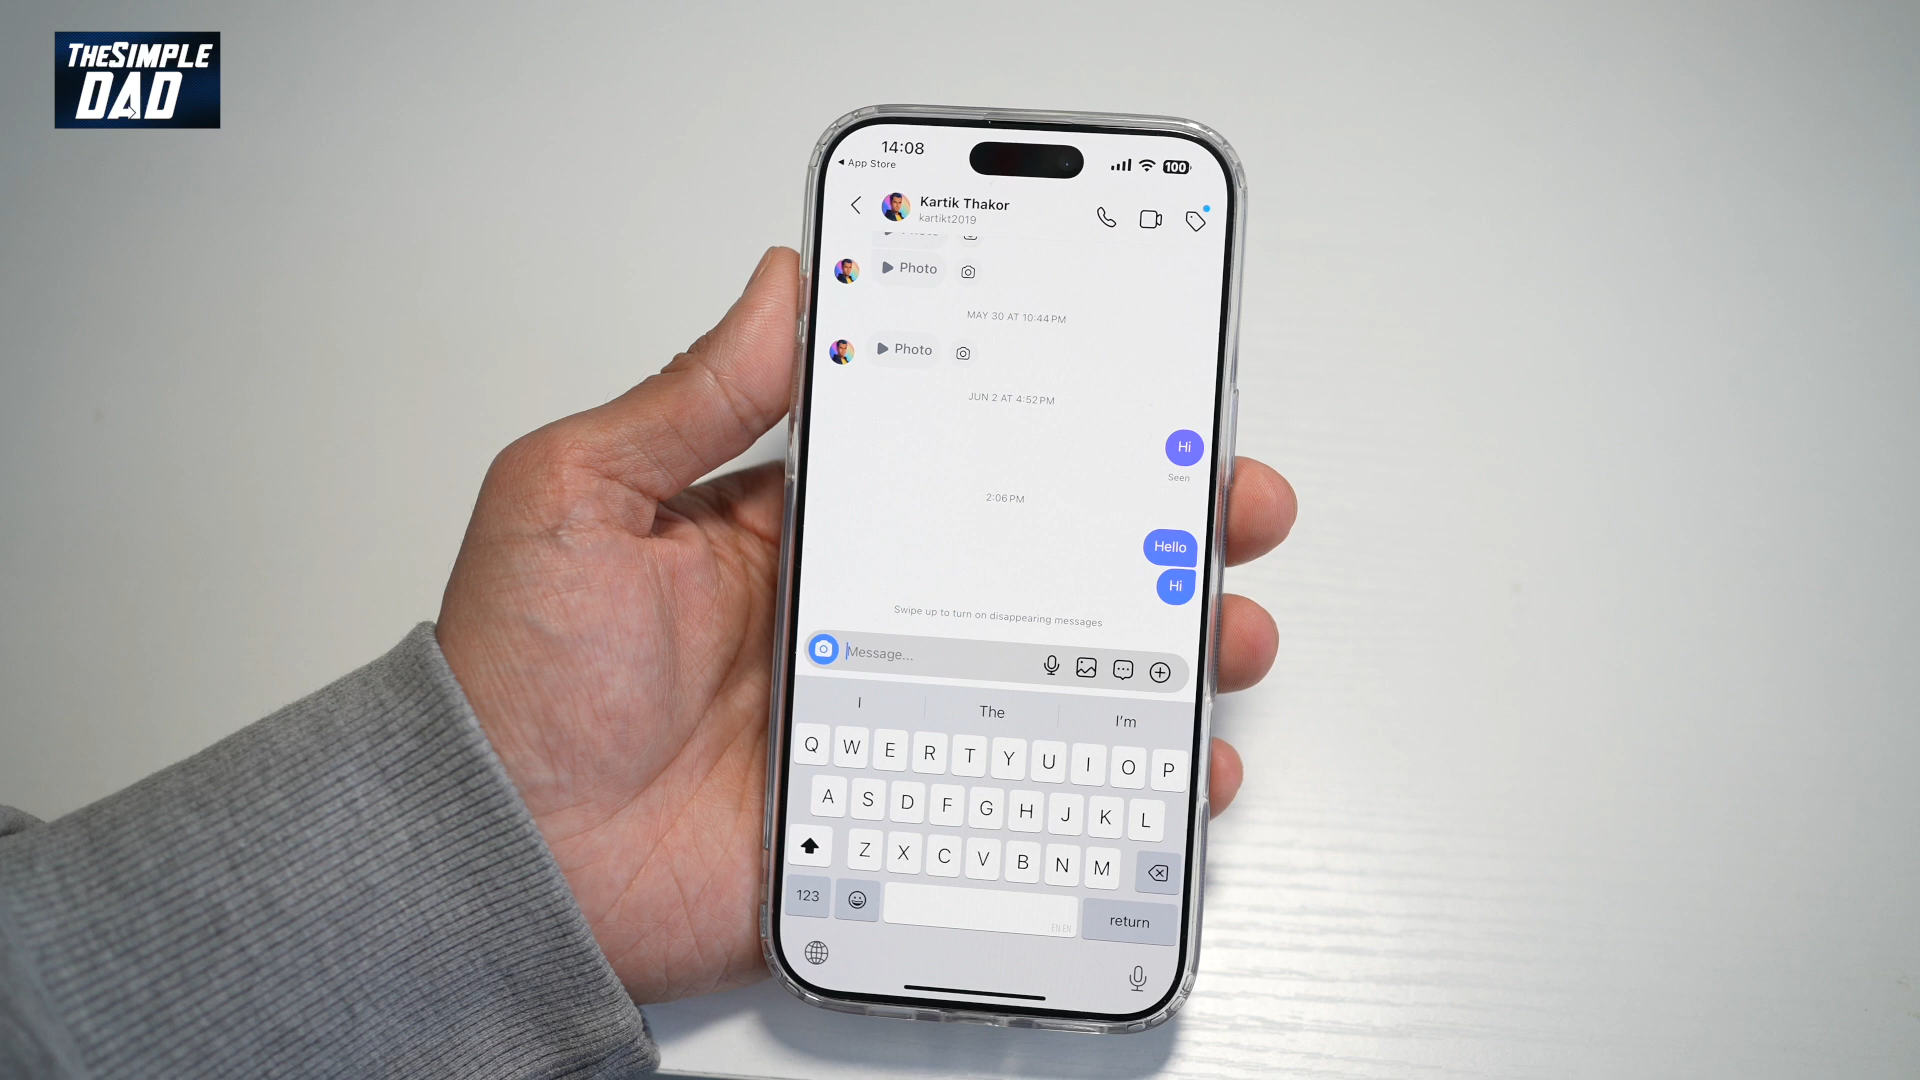 THESIMPLE
DAD
14:08
App Store
100
Kartik Thakor
kartikt2019
Photo
MAY 30 AT 10:44 PM
Photo
JUN 2 AT 4:52 PM
Hi
Seen
2:06 PM
Hello
Hi
Swipe up to turn on disappearing messages
Message...
I The I'm
Q W E R T Y U I O P
A S D F G H J K L
Z X C V B N M
123 EN EN return